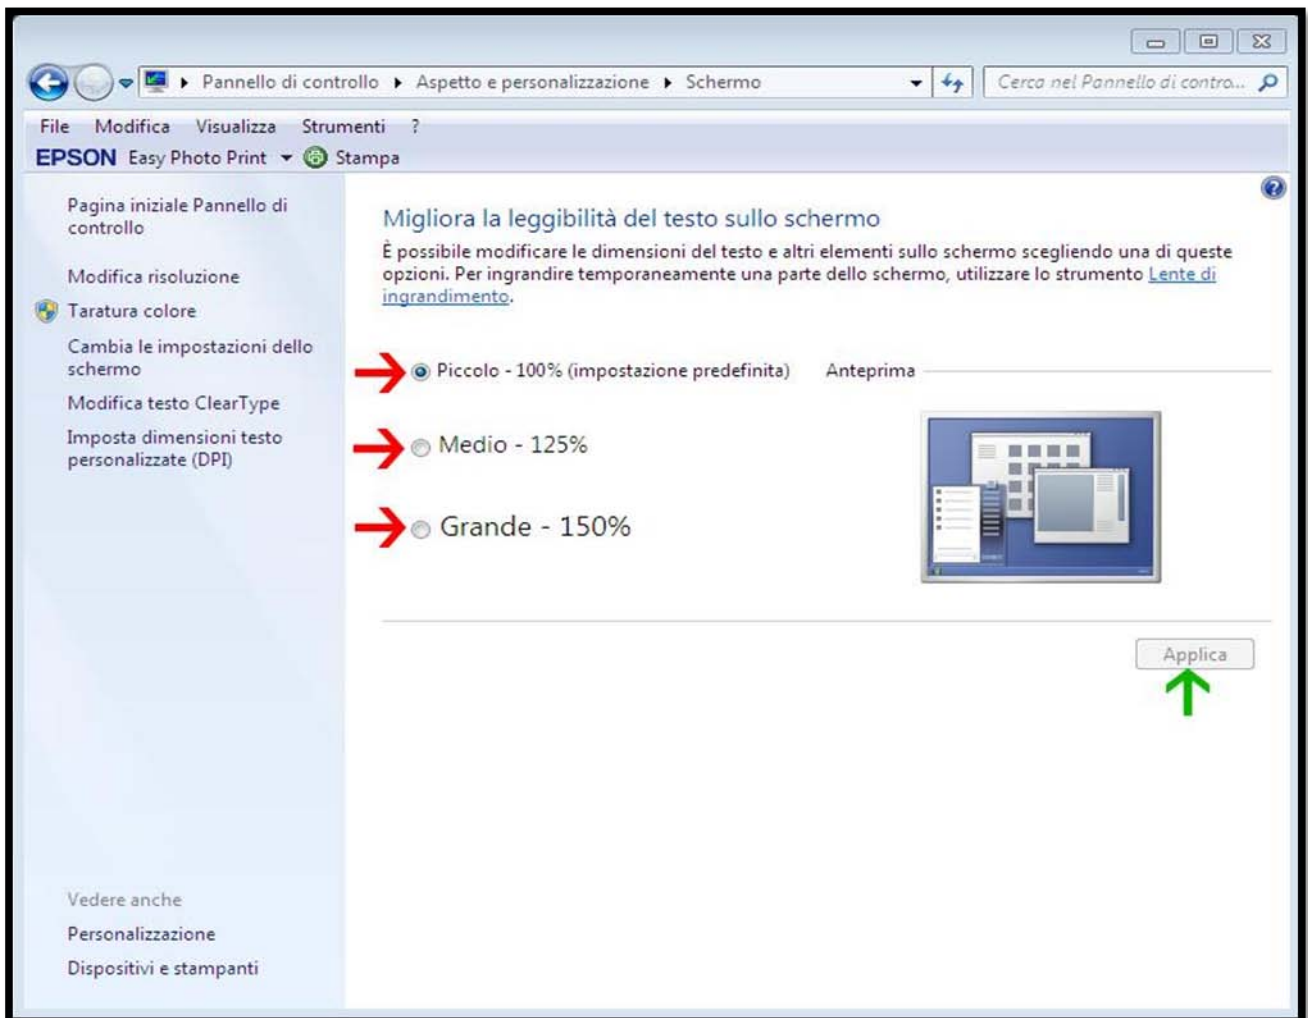 Pannello di controllo Aspetto e personalizzazione Schermo Cerca nel Pannello di contro...
File Modifica Visualizza Strumenti ?
EPSON Easy Photo Print Stampa
Pagina iniziale Pannello di
controllo
Modifica risoluzione
Taratura colore
Cambia le impostazioni dello
schermo
Modifica testo ClearType
Imposta dimensioni testo
personalizzate (DPI)
Vedere anche
Personalizzazione
Dispositivi e stampanti
Migliora la leggibilità del testo sullo schermo
È possibile modificare le dimensioni del testo e altri elementi sullo schermo scegliendo una di queste
opzioni. Per ingrandire temporaneamente una parte dello schermo, utilizzare lo strumento Lente di
ingrandimento.
Piccolo - 100% (impostazione predefinita) Anteprima
Medio - 125%
Grande - 150%
Applica